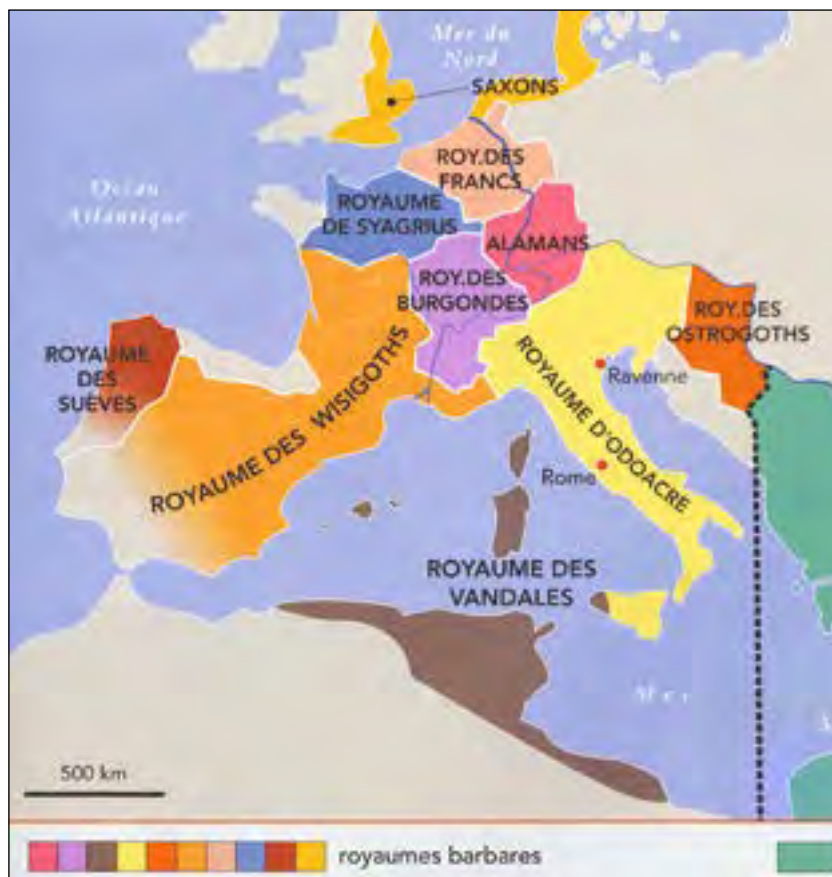 Mer du
Nord
SAXONS
ROY.DES
FRANCS
Océan
Atlantique
ROYAUME
DE SYAGRIUS
ALAMANS
ROY.DES
BURGONDES
ROY.DES
OSTROGOTHS
ROYAUME
DES
SUÈVES
Ravenne
ROYAUME DES WISIGOTHS
ROYAUME D'ODOACRE
Rome
ROYAUME DES
VANDALES
Mer
500 km
royaumes barbares